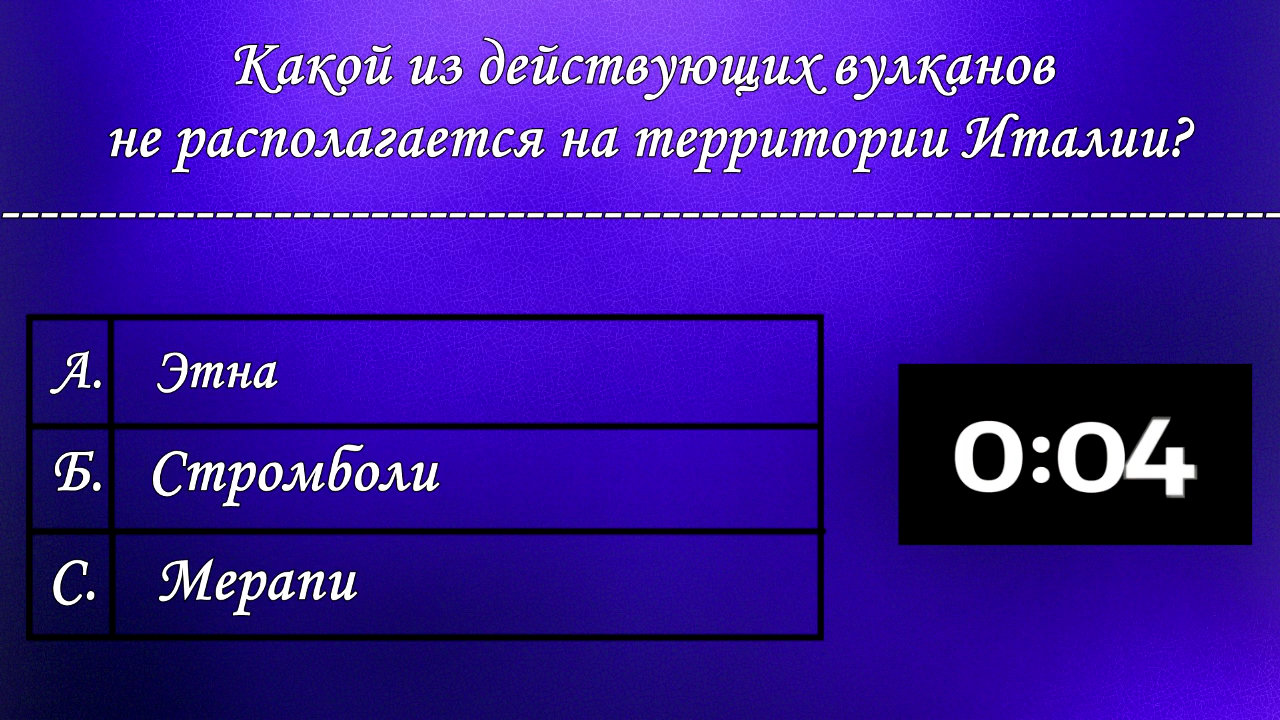 Какой из действующих вулканов
не располагается на территории Италии?
А. Этна
Б. Стромболи
С. Мерапи
0:04